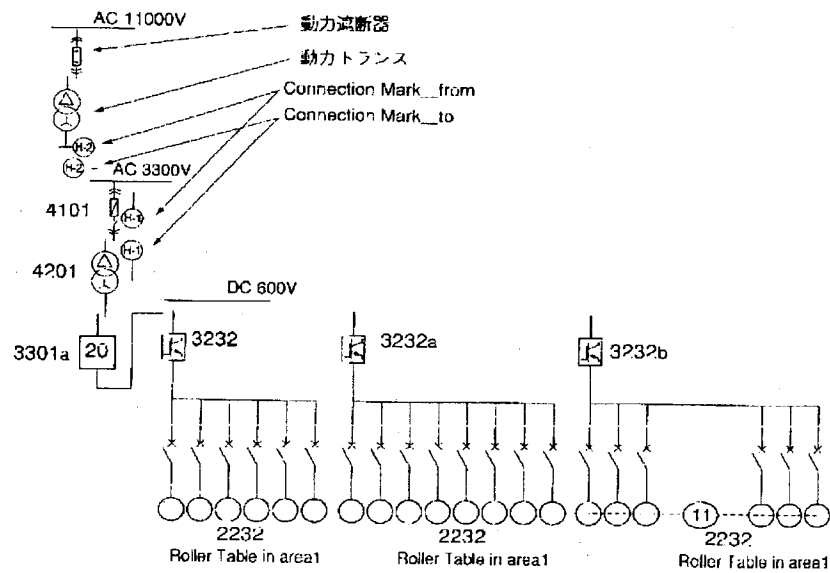 AC 11000V
動力遮断器
動力トランス
Connection Mark__from
Connection Mark__to
H-2
H-2
AC 3300V
4101
H-1
H-1
4201
DC 600V
3301a
20
3232
3232a
3232b
11
2232
2232
2232
Roller Table in area1
Roller Table in area1
Roller Table in area1